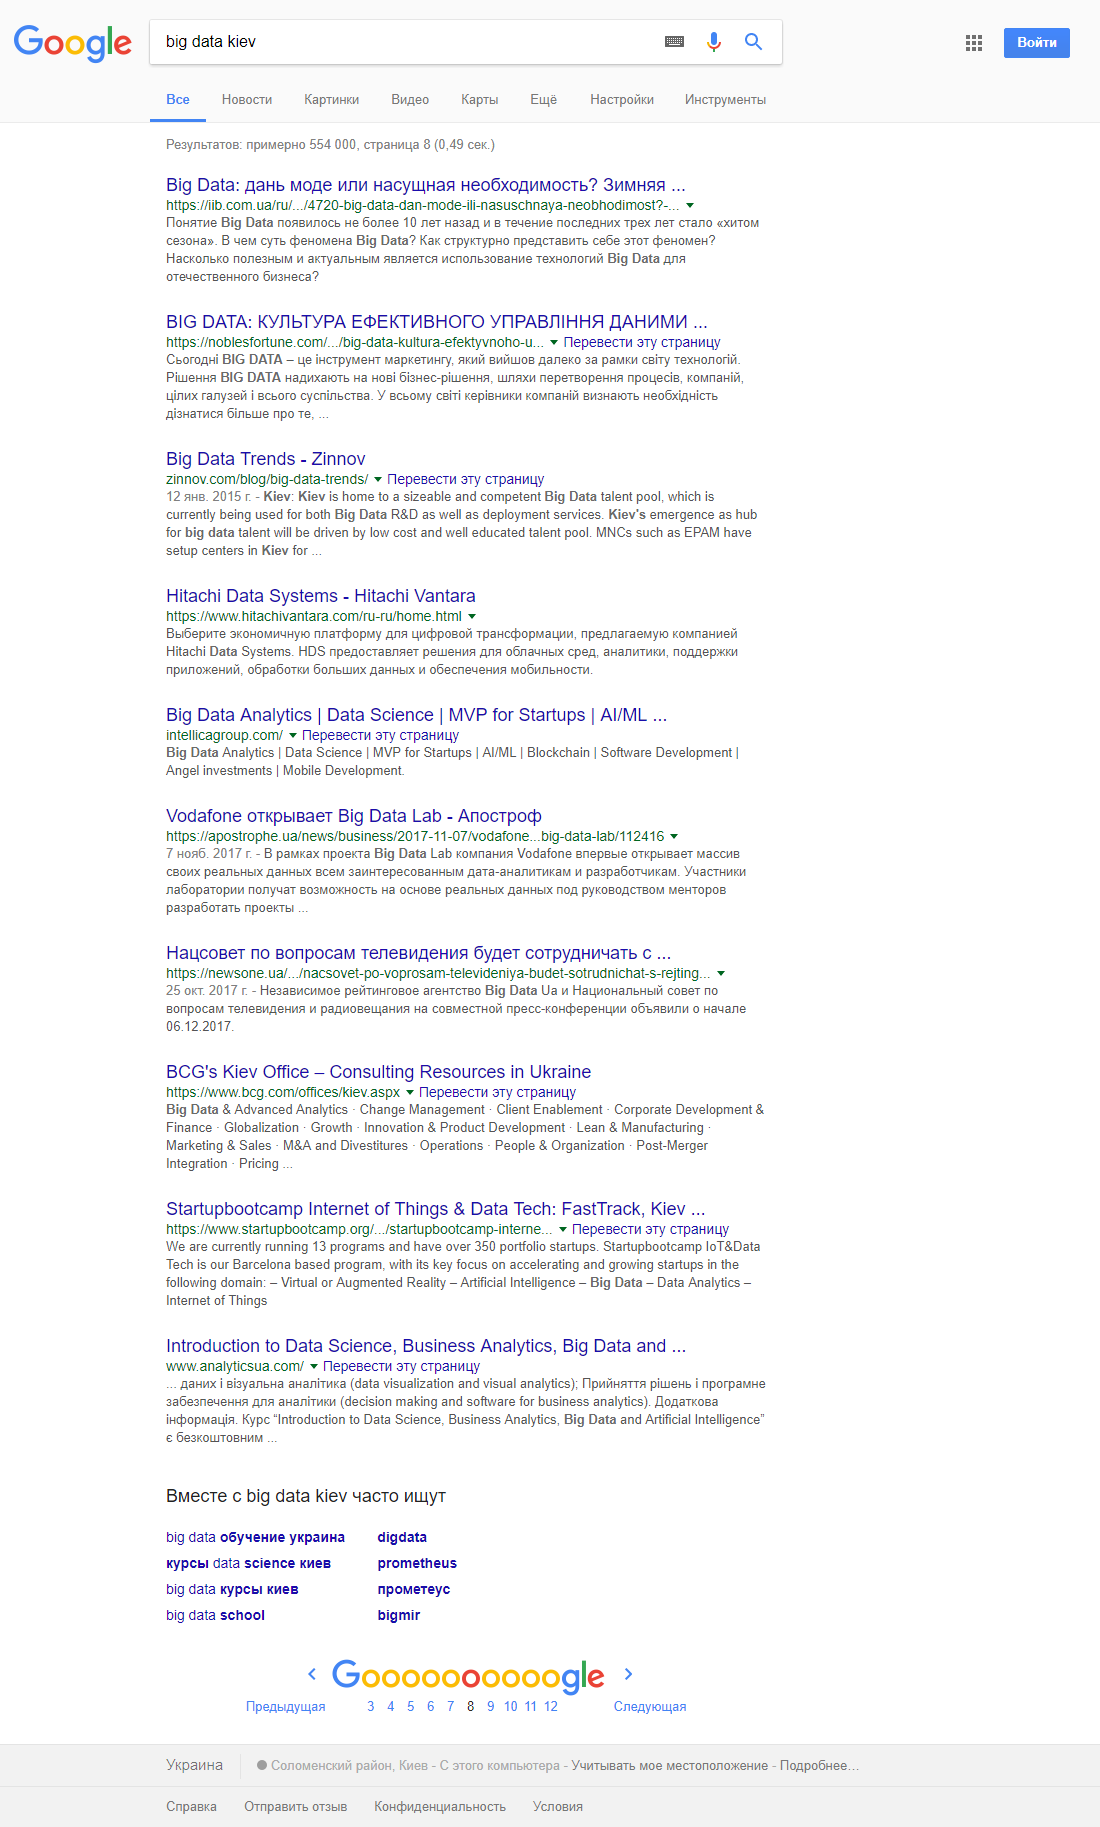 Google
big data kiev
Войти
Все Новости Картинки Видео Карты Ещё Настройки Инструменты
Результатов: примерно 554 000, страница 8 (0,49 сек.)
Big Data: дань моде или насущная необходимость? Зимняя ...
https://iib.com.ua/ru/.../4720-big-data-dan-mode-ili-nasuschnaya-neobhodimost?-...
Понятие Big Data появилось не более 10 лет назад и в течение последних трех лет стало «хитом
сезона». В чем суть феномена Big Data? Как структурно представить себе этот феномен?
Насколько полезным и актуальным является использование технологий Big Data для
отечественного бизнеса?
BIG DATA: КУЛЬТУРА ЕФЕКТИВНОГО УПРАВЛІННЯ ДАНИМИ ...
https://noblesfortune.com/.../big-data-kultura-efektyvnoho-u... Перевести эту страницу
Сьогодні BIG DATA – це інструмент маркетингу, який вийшов далеко за рамки світу технологій.
Рішення BIG DATA надихають на нові бізнес-рішення, шляхи перетворення процесів, компаній,
цілих галузей і всього суспільства. У всьому світі керівники компаній визнають необхідність
дізнатися більше про те, ...
Big Data Trends - Zinnov
zinnov.com/blog/big-data-trends/ Перевести эту страницу
12 янв. 2015 г. - Kiev: Kiev is home to a sizeable and competent Big Data talent pool, which is
currently being used for both Big Data R&D as well as deployment services. Kiev's emergence as hub
for big data talent will be driven by low cost and well educated talent pool. MNCs such as EPAM have
setup centers in Kiev for ...
Hitachi Data Systems - Hitachi Vantara
https://www.hitachivantara.com/ru-ru/home.html
Выберите экономичную платформу для цифровой трансформации, предлагаемую компанией
Hitachi Data Systems. HDS предоставляет решения для облачных сред, аналитики, поддержки
приложений, обработки больших данных и обеспечения мобильности.
Big Data Analytics | Data Science | MVP for Startups | AI/ML ...
intellicagroup.com/ Перевести эту страницу
Big Data Analytics | Data Science | MVP for Startups | AI/ML | Blockchain | Software Development |
Angel investments | Mobile Development.
Vodafone открывает Big Data Lab - Апостроф
https://apostrophe.ua/news/business/2017-11-07/vodafone...big-data-lab/112416
7 нояб. 2017 г. - В рамках проекта Big Data Lab компания Vodafone впервые открывает массив
своих реальных данных всем заинтересованным дата-аналитикам и разработчикам. Участники
лаборатории получат возможность на основе реальных данных под руководством менторов
разработать проекты ...
Нацсовет по вопросам телевидения будет сотрудничать с ...
https://newsone.ua/.../nacsovet-po-voprosam-televideniya-budet-sotrudnichat-s-rejting...
25 окт. 2017 г. - Независимое рейтинговое агентство Big Data Ua и Национальный совет по
вопросам телевидения и радиовещания на совместной пресс-конференции объявили о начале
06.12.2017.
BCG's Kiev Office – Consulting Resources in Ukraine
https://www.bcg.com/offices/kiev.aspx Перевести эту страницу
Big Data & Advanced Analytics · Change Management · Client Enablement · Corporate Development &
Finance · Globalization · Growth · Innovation & Product Development · Lean & Manufacturing ·
Marketing & Sales · M&A and Divestitures · Operations · People & Organization · Post-Merger
Integration · Pricing ...
Startupbootcamp Internet of Things & Data Tech: FastTrack, Kiev ...
https://www.startupbootcamp.org/.../startupbootcamp-interne... Перевести эту страницу
We are currently running 13 programs and have over 350 portfolio startups. Startupbootcamp IoT&Data
Tech is our Barcelona based program, with its key focus on accelerating and growing startups in the
following domain: – Virtual or Augmented Reality – Artificial Intelligence – Big Data – Data Analytics –
Internet of Things
Introduction to Data Science, Business Analytics, Big Data and ...
www.analyticsua.com/ Перевести эту страницу
... даних і візуальна аналітика (data visualization and visual analytics); Прийняття рішень і програмне
забезпечення для аналітики (decision making and software for business analytics). Додаткова
інформація. Курс “Introduction to Data Science, Business Analytics, Big Data and Artificial Intelligence”
є безкоштовним ...
Вместе с big data kiev часто ищут
big data обучение украина digdata
курсы data science киев prometheus
big data курсы киев прометеус
big data school bigmir
Goooooooooogle
Предыдущая 3 4 5 6 7 8 9 10 11 12 Следующая
Украина Соломенский район, Киев - С этого компьютера - Учитывать мое местоположение - Подробнее…
Справка Отправить отзыв Конфиденциальность Условия